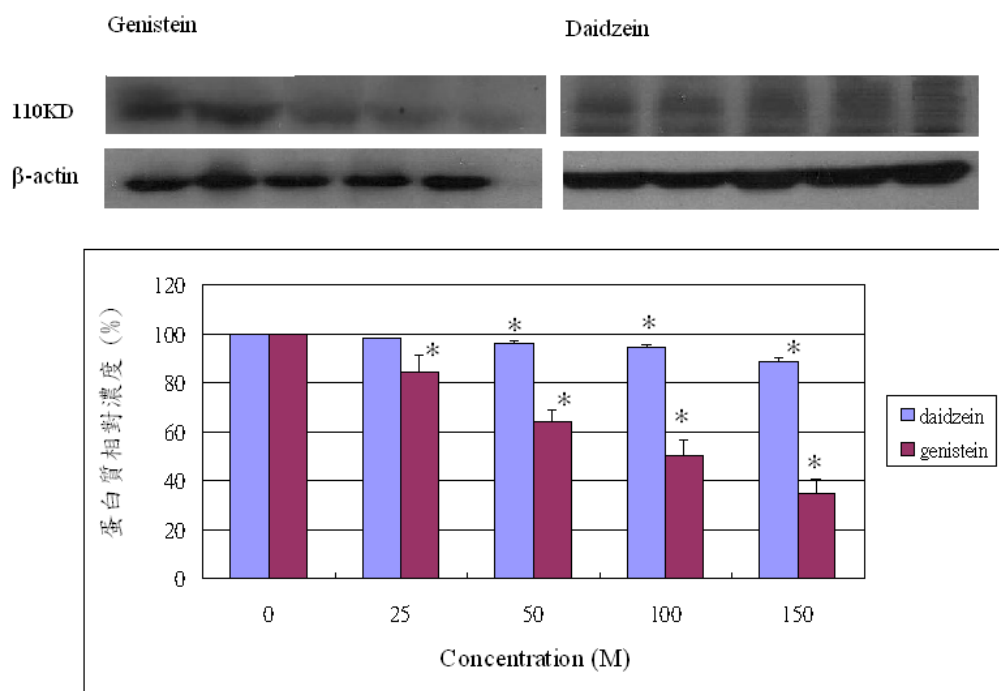 Genistein
Daidzein
110KD
β-actin
蛋白質相對濃度 (%)
120
100
80
60
40
20
0
* * * * * * *
0 25 50 100 150
Concentration (M)
daidzein
genistein